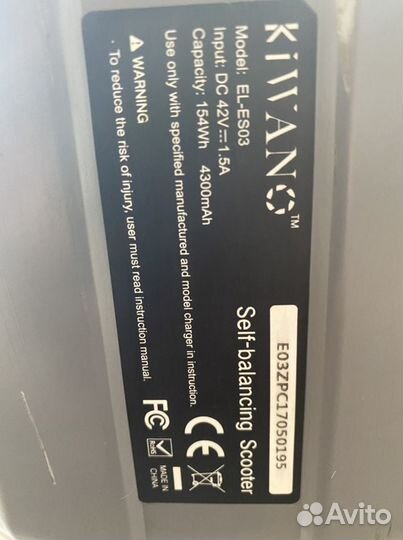 KiWANO™
Self-balancing Scooter
Model: EL-ES03
Input: DC 42V⎓1.5A
Capacity: 154Wh 4300mAh
Use only with specified manufactured and model charger in instruction.
E03ZPC17050195
⚠ WARNING
· To reduce the risk of injury, user must read instruction manual.
FC
CE
RoHS
MADE IN
CHINA
Avito